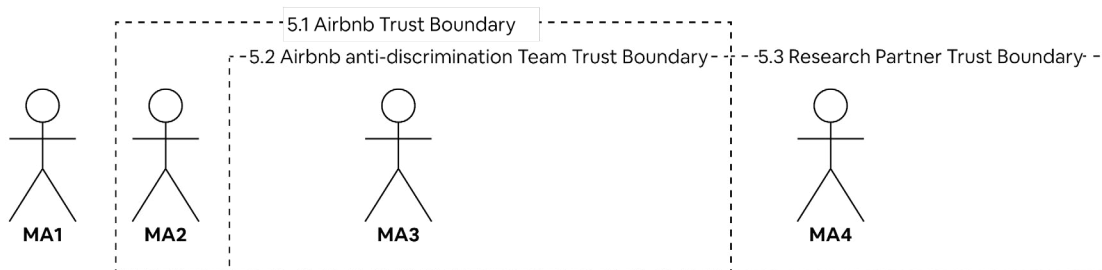 5.1 Airbnb Trust Boundary
5.2 Airbnb anti-discrimination Team Trust Boundary
5.3 Research Partner Trust Boundary
MA1
MA2
MA3
MA4